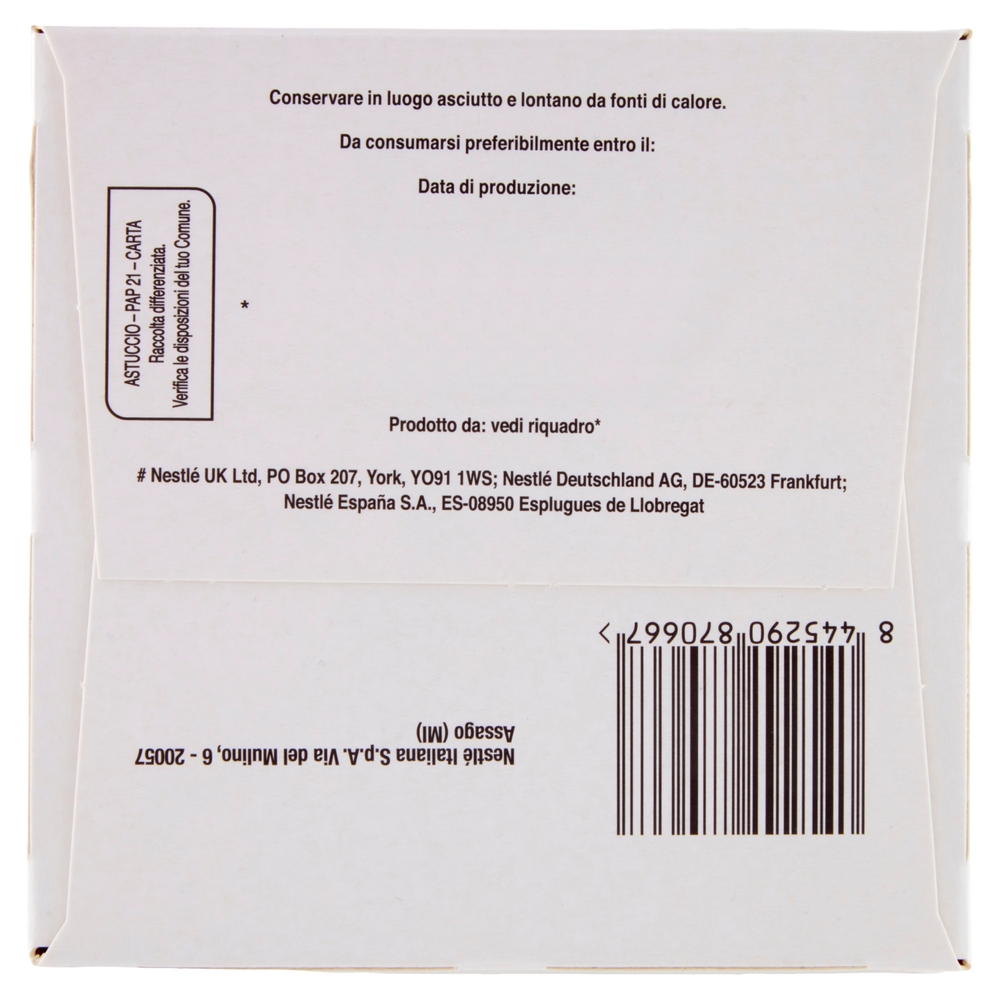 Conservare in luogo asciutto e lontano da fonti di calore.
Da consumarsi preferibilmente entro il:
Data di produzione:
ASTUCCIO – PAP 21 – CARTA
Raccolta differenziata.
Verifica le disposizioni del tuo Comune.
*
Prodotto da: vedi riquadro*
# Nestlé UK Ltd, PO Box 207, York, YO91 1WS; Nestlé Deutschland AG, DE-60523 Frankfurt;
Nestlé España S.A., ES-08950 Esplugues de Llobregat
8 445290 870667 >
Nestlé Italiana S.p.A. Via del Mulino, 6 - 20057
Assago (MI)